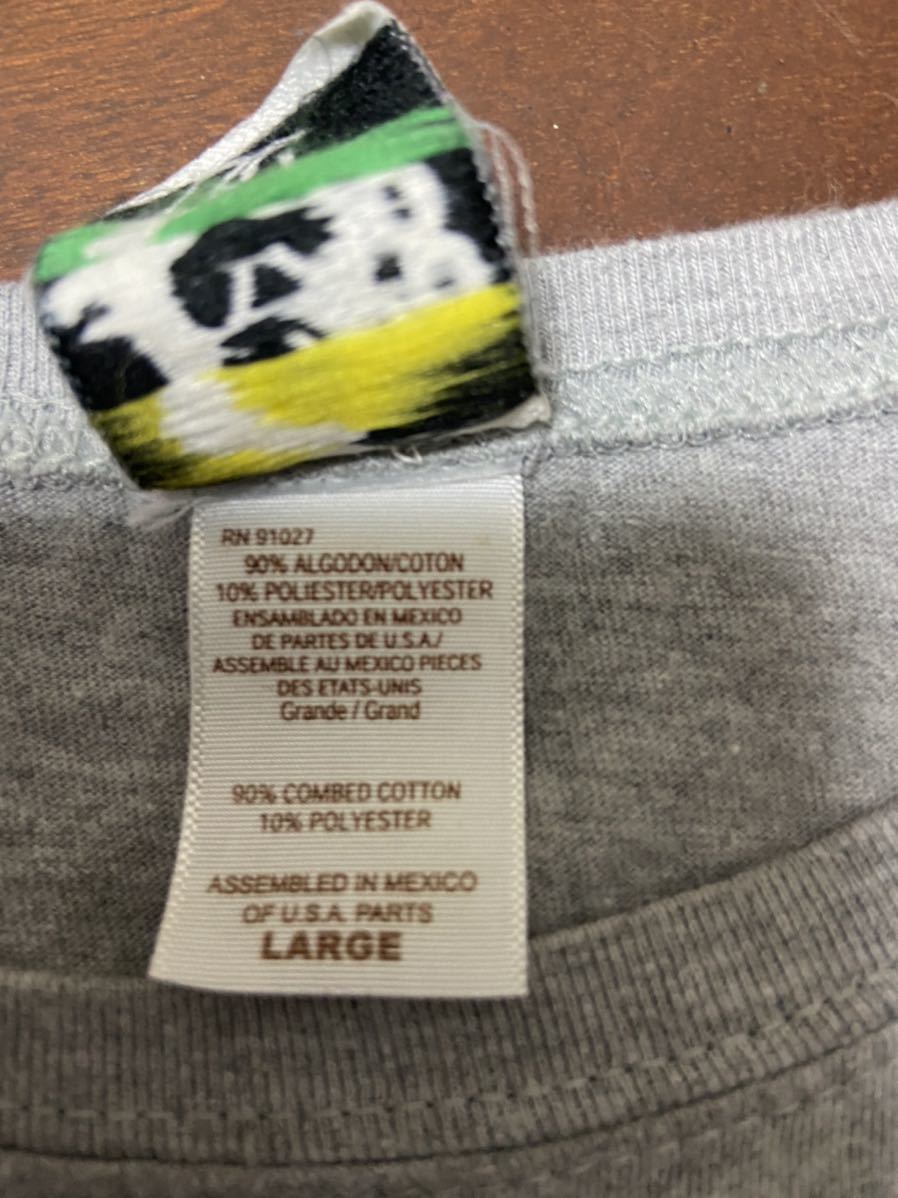 RN 91027
90% ALGODON/COTON
10% POLIESTER/POLYESTER
ENSAMBLADO EN MEXICO
DE PARTES DE U.S.A./
ASSEMBLE AU MEXICO PIECES
DES ETATS-UNIS
Grande / Grand
90% COMBED COTTON
10% POLYESTER
ASSEMBLED IN MEXICO
OF U.S.A. PARTS
LARGE